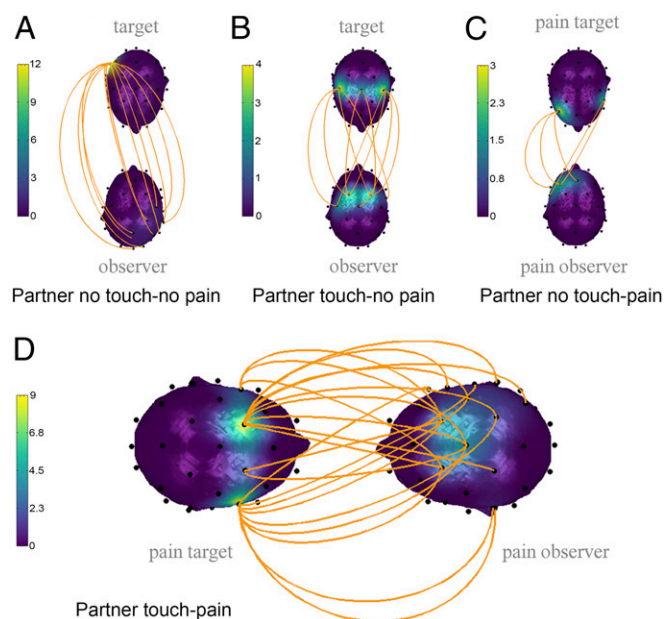 A
target
12
9
6
3
0
observer
Partner no touch-no pain
B
target
4
3
2
1
0
observer
Partner touch-no pain
C
pain target
3
2.3
1.5
0.8
0
pain observer
Partner no touch-pain
D
9
6.8
4.5
2.3
0
pain target
pain observer
Partner touch-pain